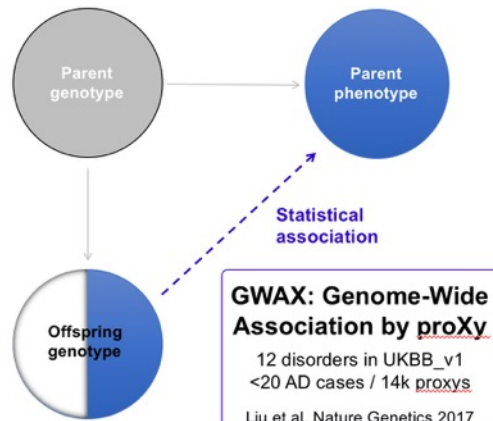 Parent
genotype
Parent
phenotype
Statistical
association
Offspring
genotype
GWAX: Genome-Wide
Association by proXy
12 disorders in UKBB_v1
<20 AD cases / 14k proxys
Liu et al. Nature Genetics 2017